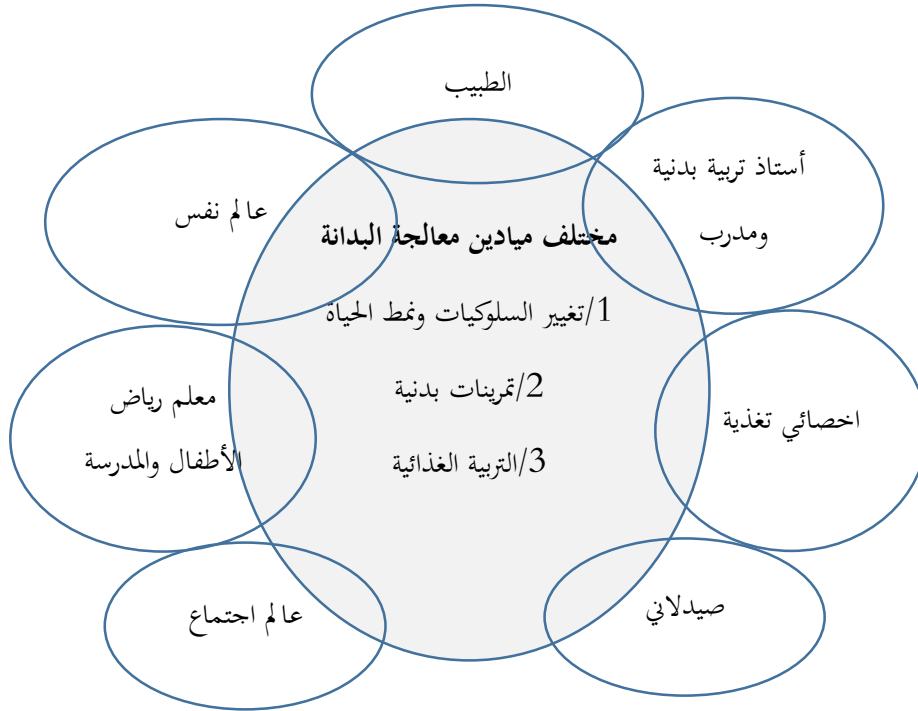 الطبيب
أستاذ تربية بدنية
ومدرب
عالم نفس
مختلف ميادين معالجة البدانة
1/تغيير السلوكيات ونمط الحياة
2/تمرينات بدنية
3/التربية الغذائية
معلم رياض
الأطفال والمدرسة
اخصائي تغذية
صيدلاني
عالم اجتماع